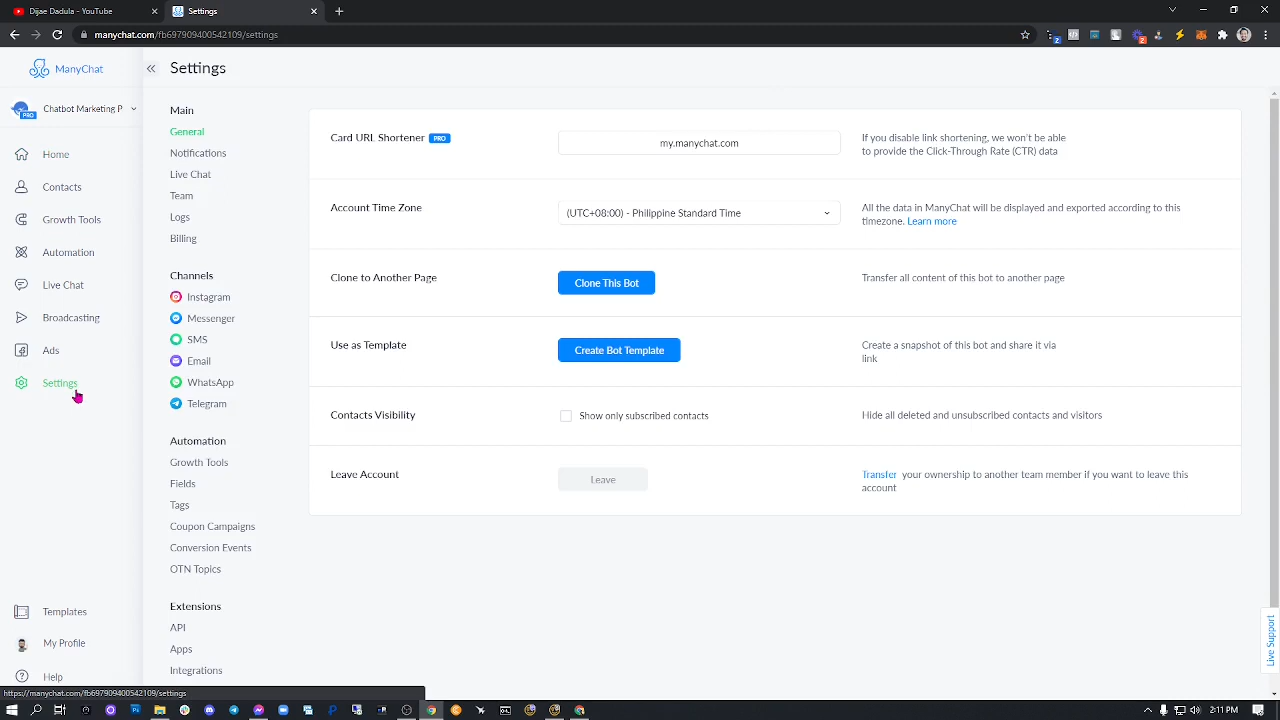 Dijae Dadula - YouTube
Settings
manychat.com/fb697909400542109/settings
ManyChat
Settings
PRO
Chatbot Marketing P
Home
Contacts
Growth Tools
Automation
Live Chat
Broadcasting
Ads
Settings
Templates
My Profile
Help
Main
General
Notifications
Live Chat
Team
Logs
Billing
Channels
Instagram
Messenger
SMS
Email
WhatsApp
Telegram
Automation
Growth Tools
Fields
Tags
Coupon Campaigns
Conversion Events
OTN Topics
Extensions
API
Apps
Integrations
Card URL Shortener PRO
my.manychat.com
If you disable link shortening, we won't be able
to provide the Click-Through Rate (CTR) data
Account Time Zone
(UTC+08:00) - Philippine Standard Time
All the data in ManyChat will be displayed and exported according to this
timezone. Learn more
Clone to Another Page
Clone This Bot
Transfer all content of this bot to another page
Use as Template
Create Bot Template
Create a snapshot of this bot and share it via
link
Contacts Visibility
Show only subscribed contacts
Hide all deleted and unsubscribed contacts and visitors
Leave Account
Leave
Transfer your ownership to another team member if you want to leave this
account
Live Support1
https://manychat.com/fb697909400542109/settings
2:11 PM